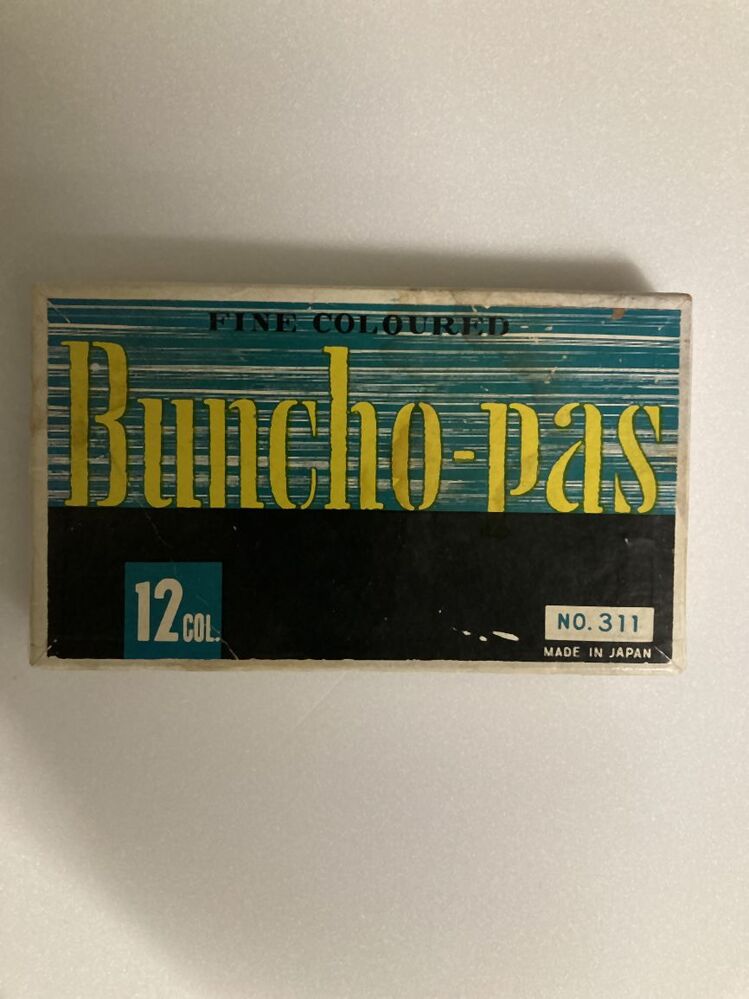 FINE COLOURED
Buncho-pas
12 COL.
NO. 311
MADE IN JAPAN